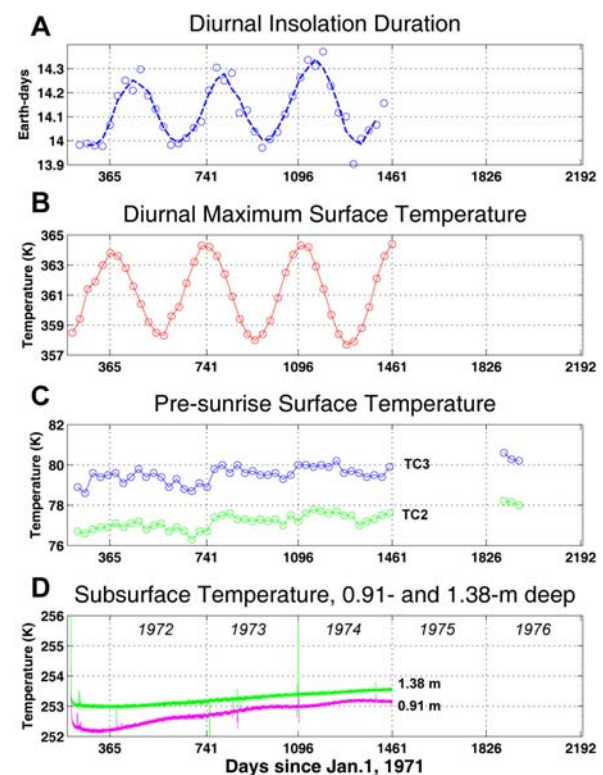 A
Diurnal Insolation Duration
Earth-days
14.3
14.2
14.1
14
13.9
365 741 1096 1461 1826 2192
B
Diurnal Maximum Surface Temperature
Temperature (K)
365
363
361
359
357
365 741 1096 1461 1826 2192
C
Pre-sunrise Surface Temperature
Temperature (K)
82
80
78
76
TC3
TC2
365 741 1096 1461 1826 2192
D
Subsurface Temperature, 0.91- and 1.38-m deep
Temperature (K)
256
255
254
253
252
1972 1973 1974 1975 1976
1.38 m
0.91 m
365 741 1096 1461 1826 2192
Days since Jan.1, 1971